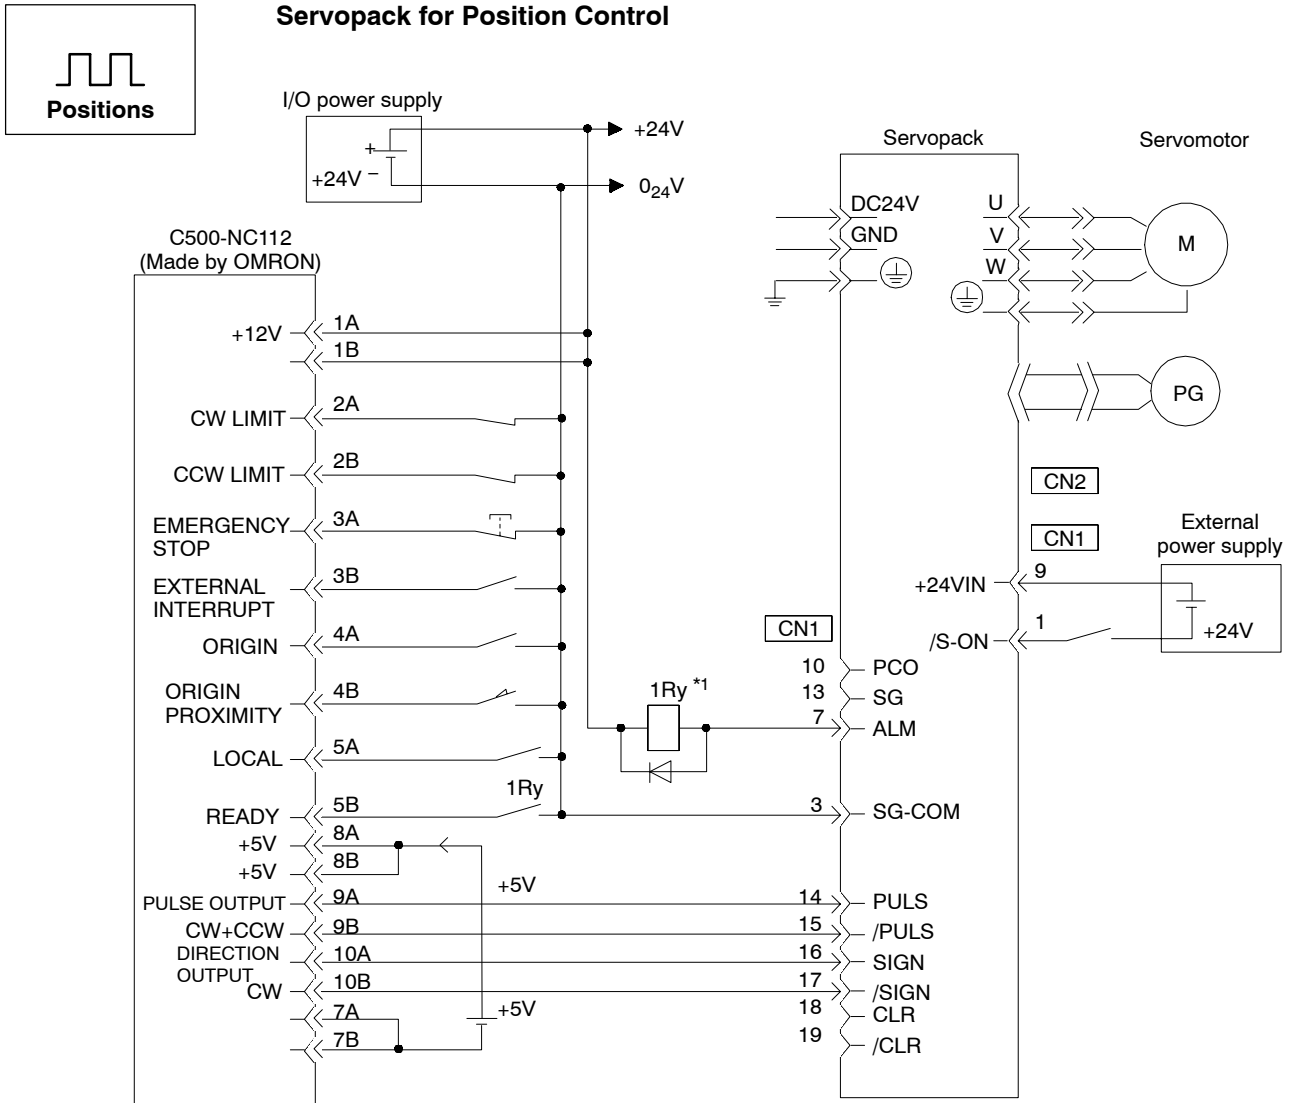 Servopack for Position Control
Positions
I/O power supply
+
+24V −
+24V
024V
Servopack
Servomotor
C500-NC112
(Made by OMRON)
DC24V
GND
U
V
W
M
PG
+12V
1A
1B
CW LIMIT
2A
CCW LIMIT
2B
EMERGENCY
STOP
3A
EXTERNAL
INTERRUPT
3B
ORIGIN
4A
ORIGIN
PROXIMITY
4B
LOCAL
5A
READY
5B
1Ry
+5V
8A
+5V
8B
PULSE OUTPUT
9A
CW+CCW
9B
DIRECTION
OUTPUT
10A
CW
10B
7A
7B
+5V
+5V
1Ry *1
CN2
CN1
External
power supply
+24VIN
9
/S-ON
1
+24V
CN1
10 PCO
13 SG
7 ALM
3 SG-COM
14 PULS
15 /PULS
16 SIGN
17 /SIGN
18 CLR
19 /CLR